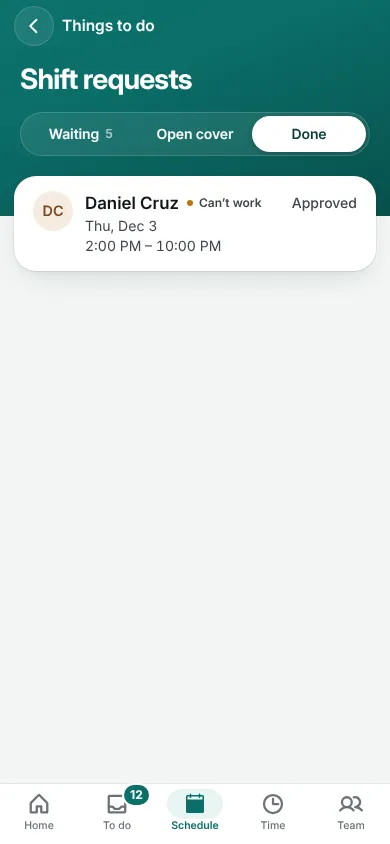 Things to do
Shift requests
Waiting 5
Open cover
Done
DC
Daniel Cruz
Can't work
Approved
Thu, Dec 3
2:00 PM – 10:00 PM
12
Home
To do
Schedule
Time
Team